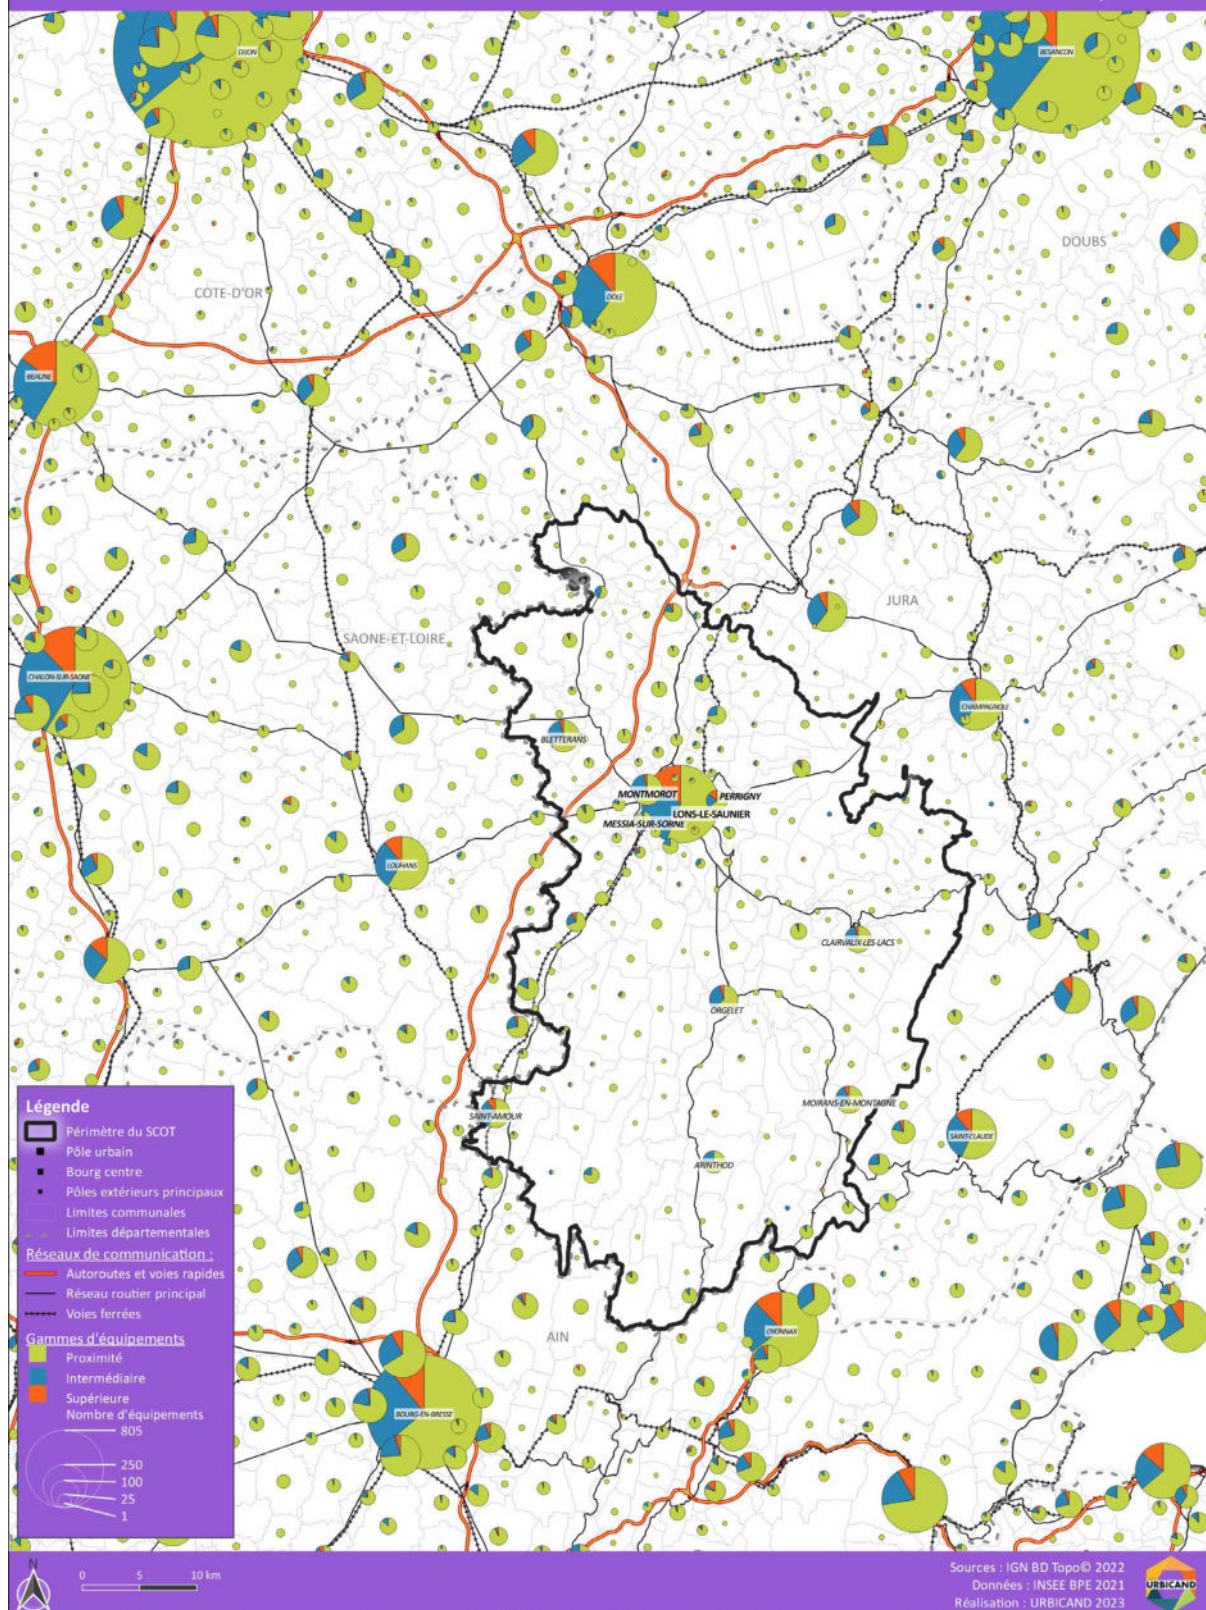 DIJON
BESANCON
DOUBS
COTE-D'OR
DOLE
BEAUNE
JURA
SAONE-ET-LOIRE
CHALON-SUR-SAONE
CHAMPAGNOLE
BLETTERANS
MONTMOROT
PERRIGNY
LONS-LE-SAUNIER
MESSIA-SUR-SORNE
LOUHANS
CLAIRVAUX-LES-LACS
ORGELET
MOIRANS-EN-MONTAGNE
SAINT-AMOUR
SAINT-CLAUDE
ARINTHOD
OYONNAX
AIN
BOURG-EN-BRESSE
Légende
Périmètre du SCOT
Pôle urbain
Bourg centre
Pôles extérieurs principaux
Limites communales
Limites départementales
Réseaux de communication :
Autoroutes et voies rapides
Réseau routier principal
Voies ferrées
Gammes d'équipements
Proximité
Intermédiaire
Supérieure
Nombre d'équipements
805
250
100
25
1
N
0 5 10 km
Sources : IGN BD Topo© 2022
Données : INSEE BPE 2021
Réalisation : URBICAND 2023
URBICAND